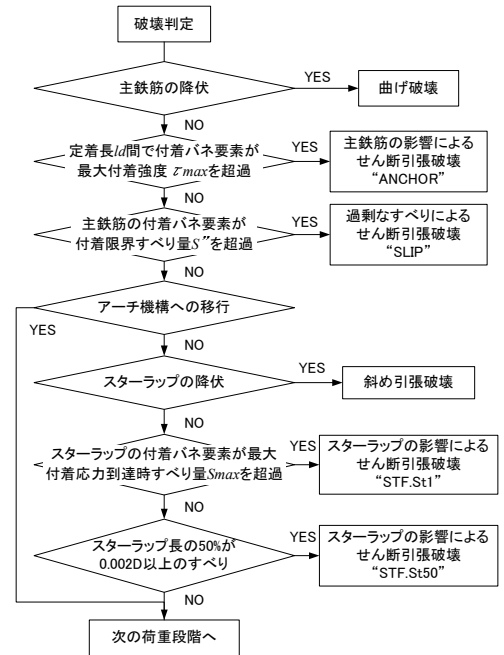 破壊判定
主鉄筋の降伏
YES
曲げ破壊
NO
定着長ld間で付着バネ要素が
最大付着強度 τmaxを超過
YES
主鉄筋の影響による
せん断引張破壊
“ANCHOR”
NO
主鉄筋の付着バネ要素が
付着限界すべり量S”を超過
YES
過剰なすべりによる
せん断引張破壊
“SLIP”
NO
アーチ機構への移行
YES
NO
スターラップの降伏
YES
斜め引張破壊
NO
スターラップの付着バネ要素が最大
付着応力到達時すべり量Smaxを超過
YES
スターラップの影響による
せん断引張破壊
“STF.St1”
NO
スターラップ長の50%が
0.002D以上のすべり
YES
スターラップの影響による
せん断引張破壊
“STF.St50”
NO
次の荷重段階へ